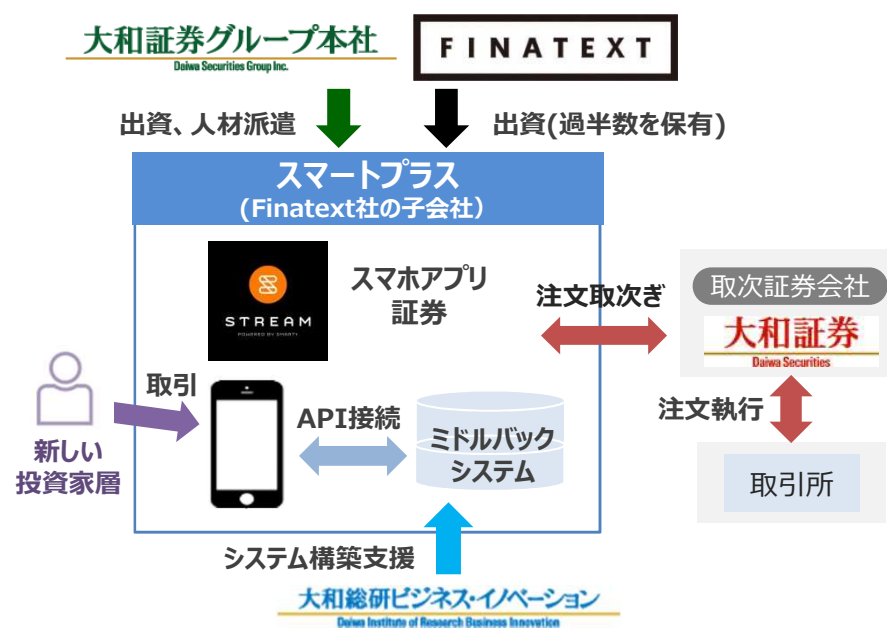 大和証券グループ本社
Daiwa Securities Group Inc.
FINATEXT
出資、人材派遣
出資(過半数を保有)
スマートプラス
(Finatext社の子会社）
STREAM
POWERED BY SMART+
スマホアプリ
証券
注文取次ぎ
取次証券会社
大和証券
Daiwa Securities
取引
API接続
ミドルバック
システム
注文執行
新しい
投資家層
取引所
システム構築支援
大和総研ビジネス・イノベーション
Daiwa Institute of Research Business Innovation